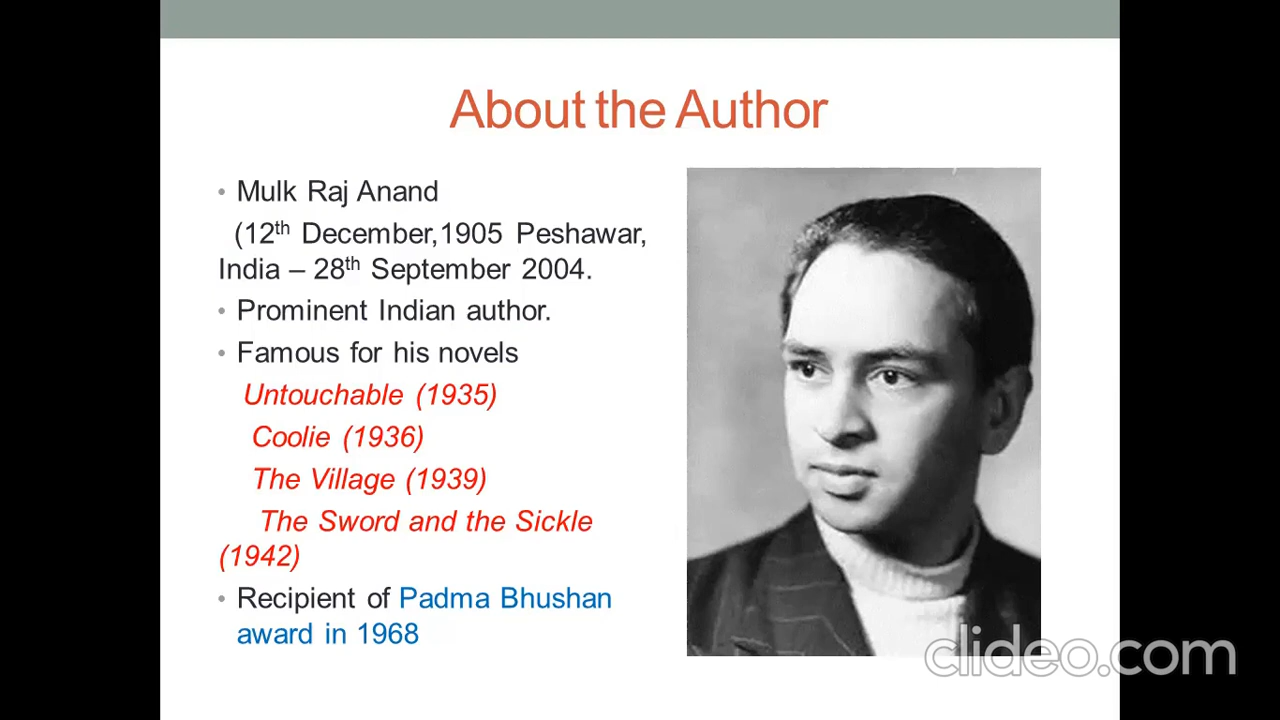 About the Author
• Mulk Raj Anand
(12th December,1905 Peshawar,
India – 28th September 2004.
• Prominent Indian author.
• Famous for his novels
Untouchable (1935)
Coolie (1936)
The Village (1939)
The Sword and the Sickle
(1942)
• Recipient of Padma Bhushan
award in 1968
clideo.com